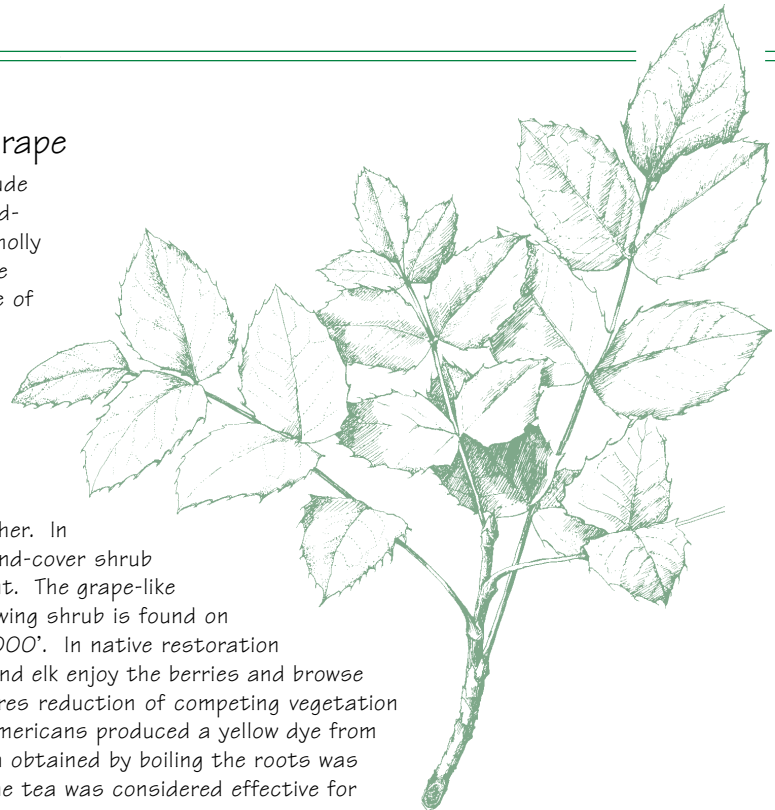 rape
ude
d-
holly
e
e of
her. In
nd-cover shrub
t. The grape-like
wing shrub is found on
000'. In native restoration
nd elk enjoy the berries and browse
res reduction of competing vegetation
mericans produced a yellow dye from
n obtained by boiling the roots was
he tea was considered effective for